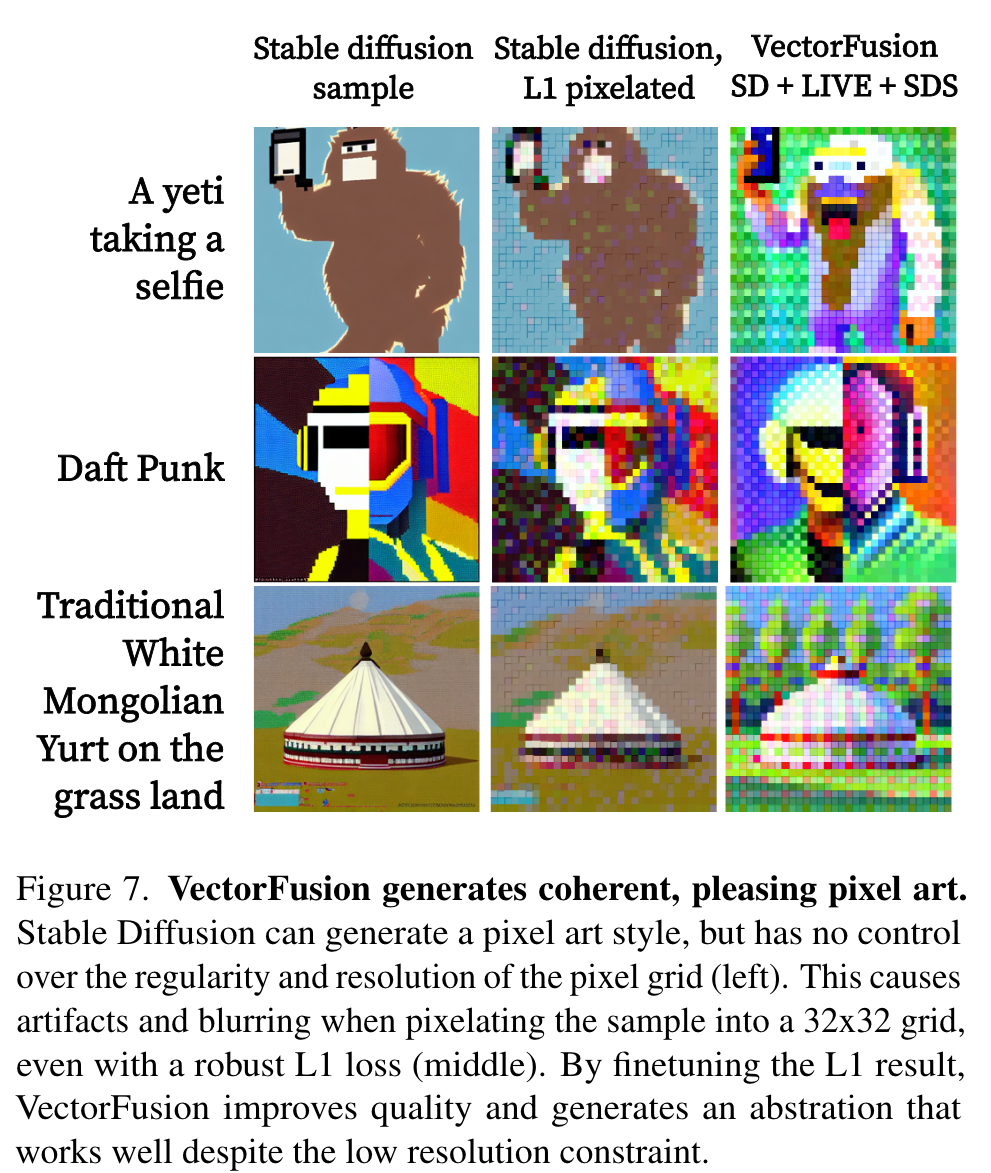 Stable diffusion sample
Stable diffusion, L1 pixelated
VectorFusion SD + LIVE + SDS
A yeti taking a selfie
Daft Punk
Traditional White Mongolian Yurt on the grass land
Figure 7. VectorFusion generates coherent, pleasing pixel art.
Stable Diffusion can generate a pixel art style, but has no control
over the regularity and resolution of the pixel grid (left). This causes
artifacts and blurring when pixelating the sample into a 32x32 grid,
even with a robust L1 loss (middle). By finetuning the L1 result,
VectorFusion improves quality and generates an abstration that
works well despite the low resolution constraint.